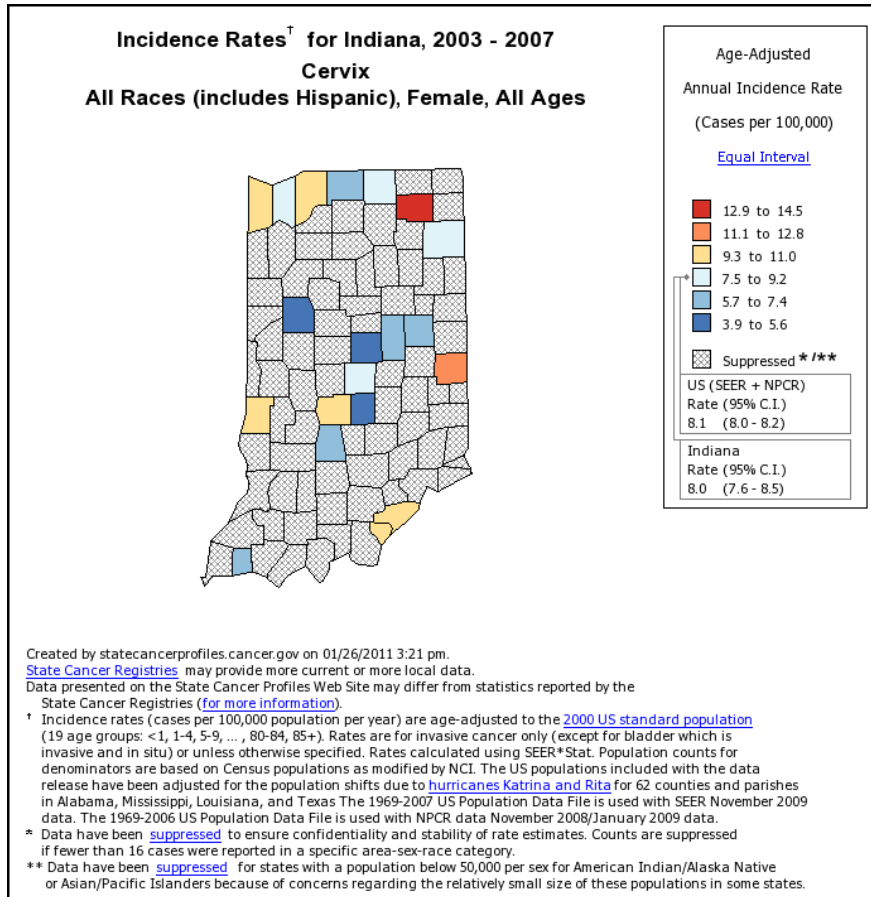 Incidence Rates† for Indiana, 2003 - 2007
Cervix
All Races (includes Hispanic), Female, All Ages
Age-Adjusted
Annual Incidence Rate
(Cases per 100,000)
Equal Interval
12.9 to 14.5
11.1 to 12.8
9.3 to 11.0
7.5 to 9.2
5.7 to 7.4
3.9 to 5.6
Suppressed */**
US (SEER + NPCR)
Rate (95% C.I.)
8.1 (8.0 - 8.2)
Indiana
Rate (95% C.I.)
8.0 (7.6 - 8.5)
Created by statecancerprofiles.cancer.gov on 01/26/2011 3:21 pm.
State Cancer Registries may provide more current or more local data.
Data presented on the State Cancer Profiles Web Site may differ from statistics reported by the
State Cancer Registries (for more information).
† Incidence rates (cases per 100,000 population per year) are age-adjusted to the 2000 US standard population
(19 age groups: <1, 1-4, 5-9, ... , 80-84, 85+). Rates are for invasive cancer only (except for bladder which is
invasive and in situ) or unless otherwise specified. Rates calculated using SEER*Stat. Population counts for
denominators are based on Census populations as modified by NCI. The US populations included with the data
release have been adjusted for the population shifts due to hurricanes Katrina and Rita for 62 counties and parishes
in Alabama, Mississippi, Louisiana, and Texas The 1969-2007 US Population Data File is used with SEER November 2009
data. The 1969-2006 US Population Data File is used with NPCR data November 2008/January 2009 data.
* Data have been suppressed to ensure confidentiality and stability of rate estimates. Counts are suppressed
if fewer than 16 cases were reported in a specific area-sex-race category.
** Data have been suppressed for states with a population below 50,000 per sex for American Indian/Alaska Native
or Asian/Pacific Islanders because of concerns regarding the relatively small size of these populations in some states.